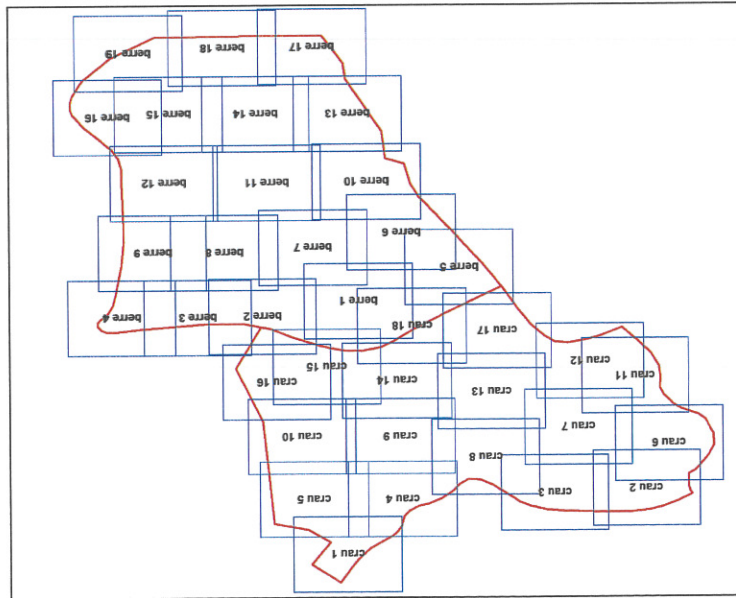 crau 1
crau 2
crau 3
crau 4
crau 5
crau 6
crau 7
crau 8
crau 9
crau 10
crau 11
crau 12
crau 13
crau 14
crau 15
crau 16
crau 17
crau 18
berre 1
berre 2
berre 3
berre 4
berre 5
berre 6
berre 7
berre 8
berre 9
berre 10
berre 11
berre 12
berre 13
berre 14
berre 15
berre 16
berre 17
berre 18
berre 19